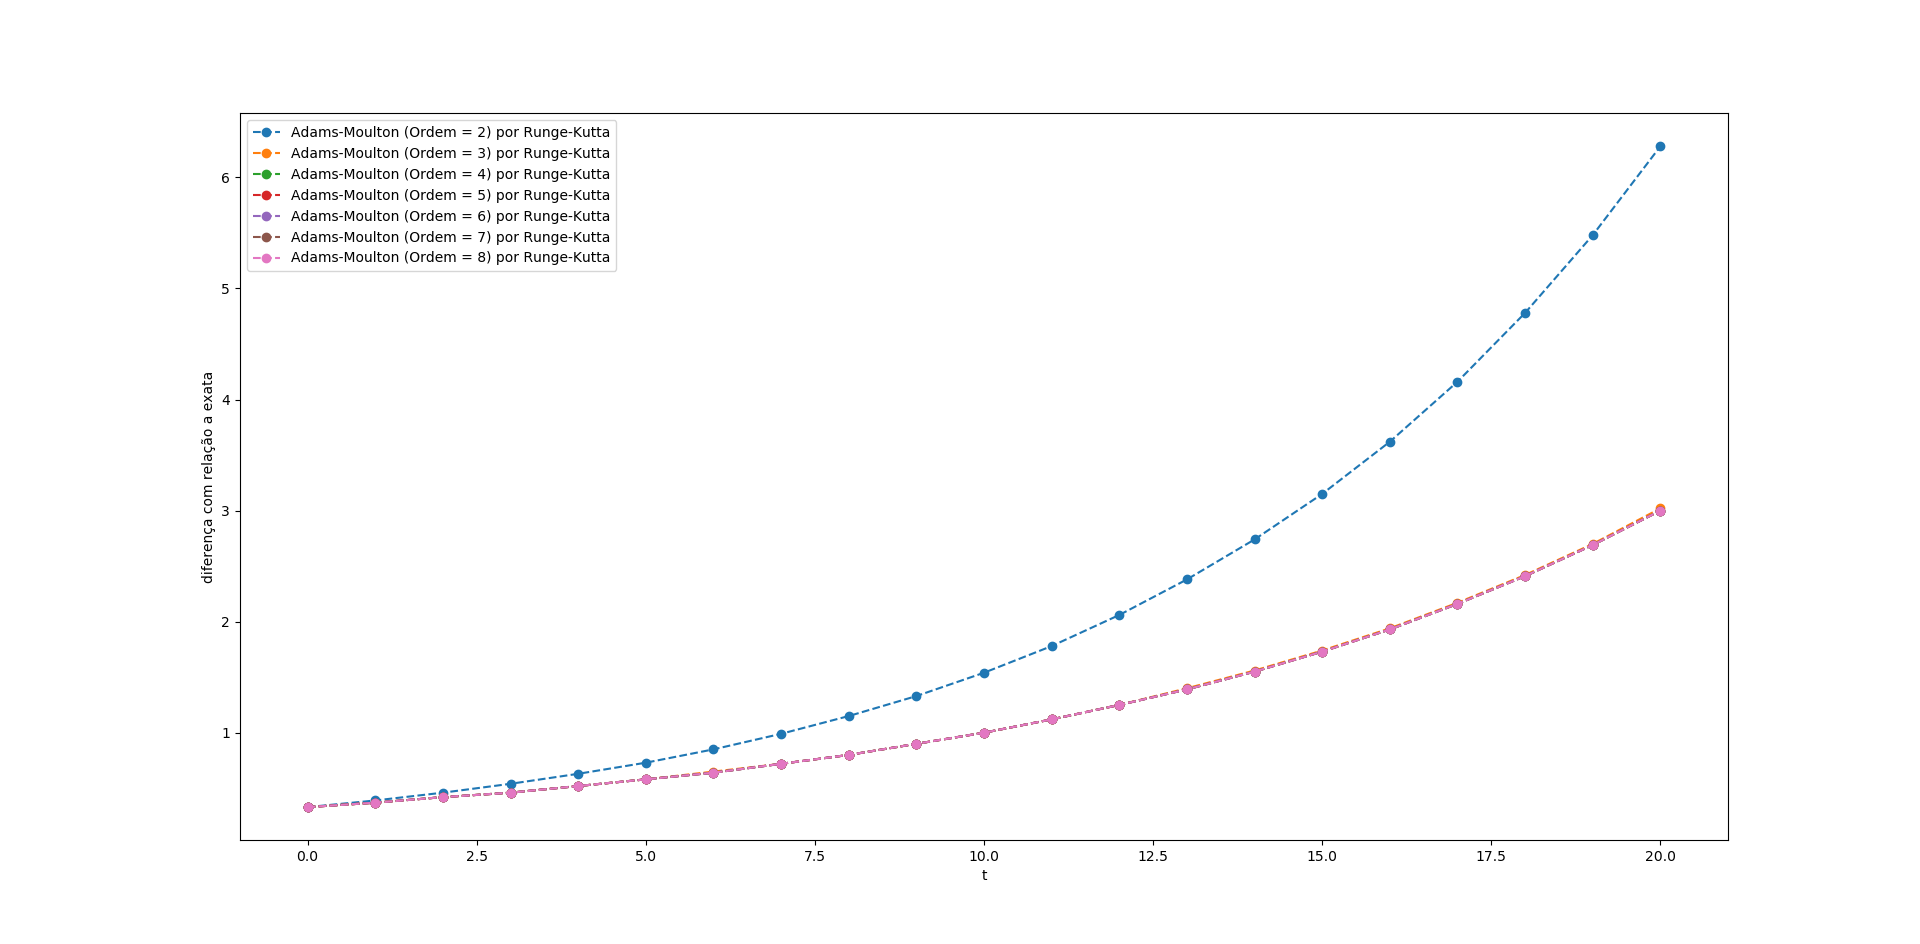 Adams-Moulton (Ordem = 2) por Runge-Kutta
Adams-Moulton (Ordem = 3) por Runge-Kutta
Adams-Moulton (Ordem = 4) por Runge-Kutta
Adams-Moulton (Ordem = 5) por Runge-Kutta
Adams-Moulton (Ordem = 6) por Runge-Kutta
Adams-Moulton (Ordem = 7) por Runge-Kutta
Adams-Moulton (Ordem = 8) por Runge-Kutta
diferença com relação a exata
6
5
4
3
2
1
0.0 2.5 5.0 7.5 10.0 12.5 15.0 17.5 20.0
t